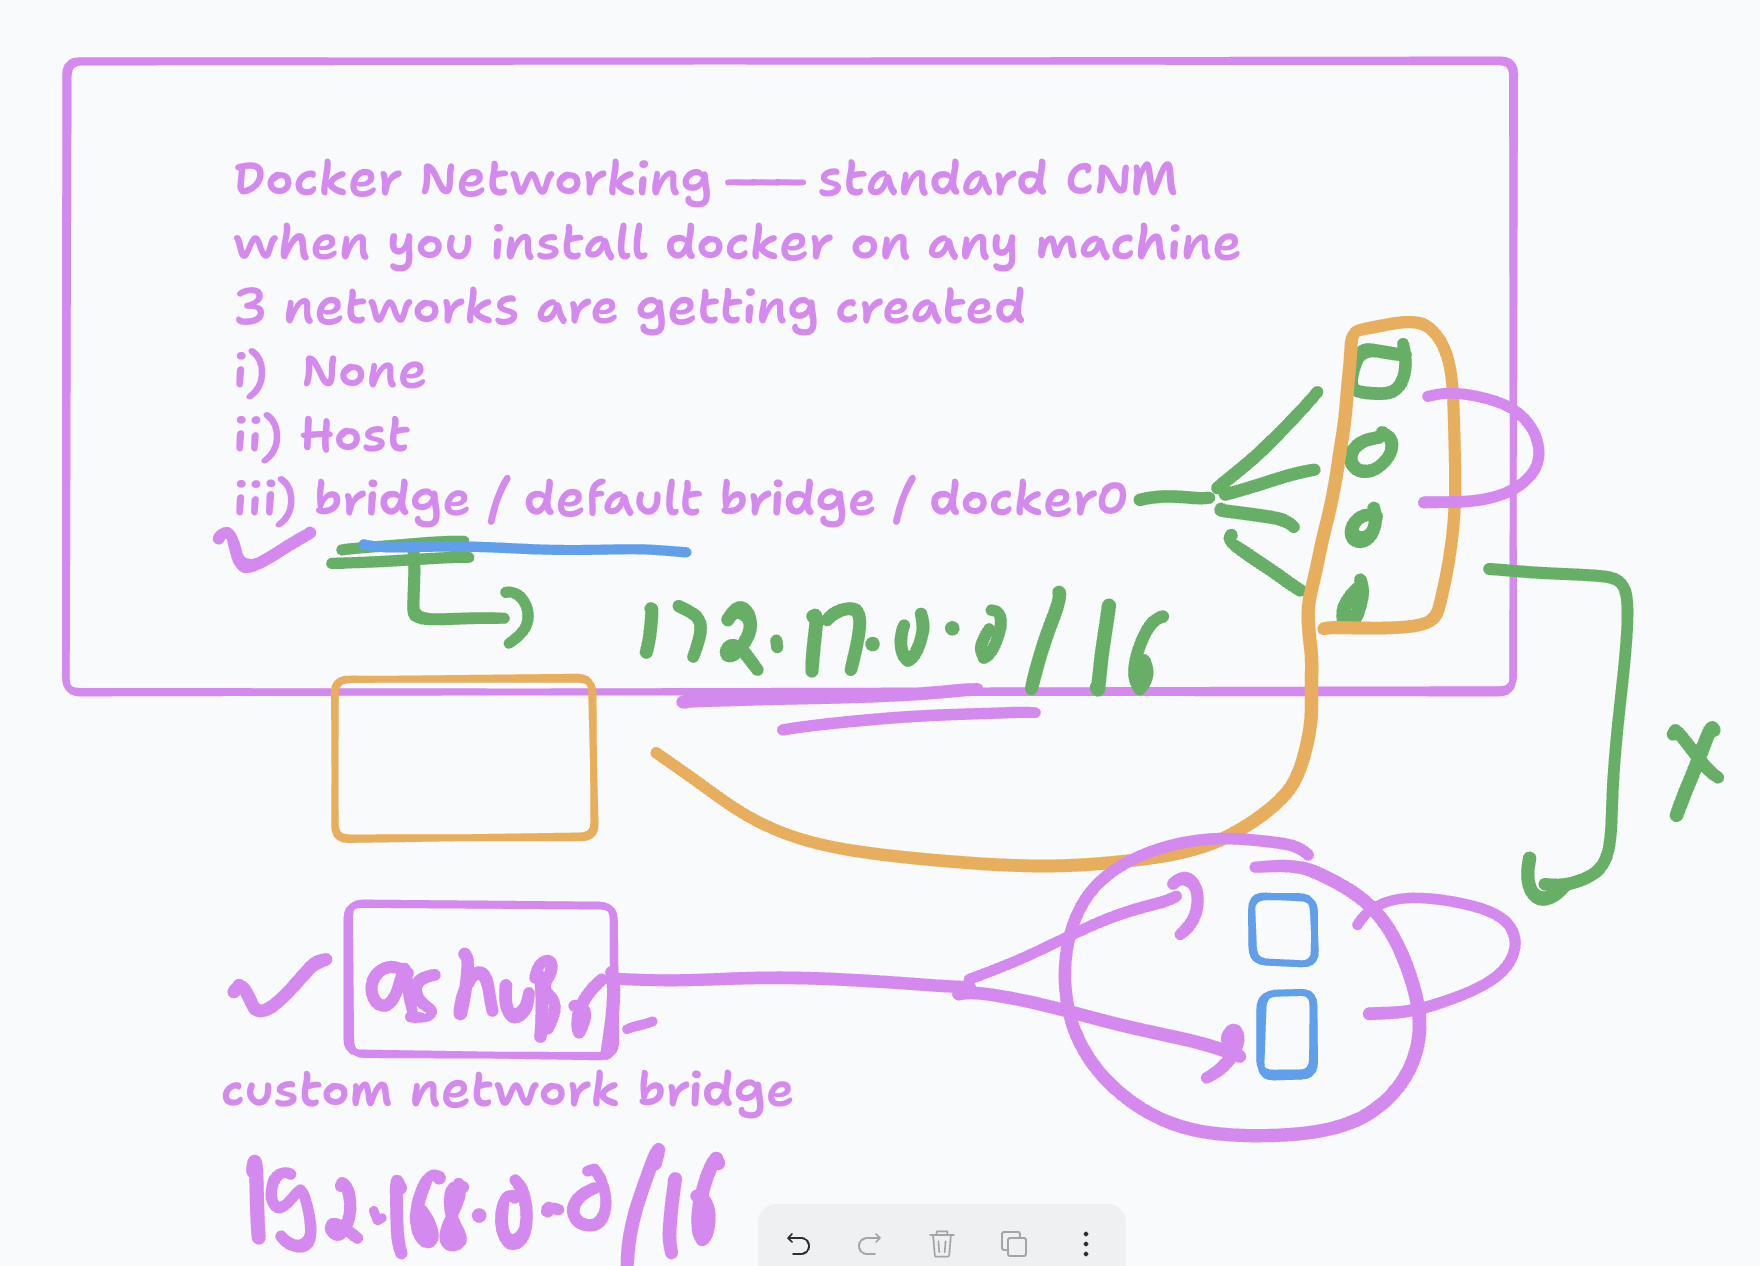 Docker Networking — standard CNM
when you install docker on any machine
3 networks are getting created
i) None
ii) Host
iii) bridge / default bridge / docker0
172.17.0.0/16
X
custom network bridge
192.168.0.0/16